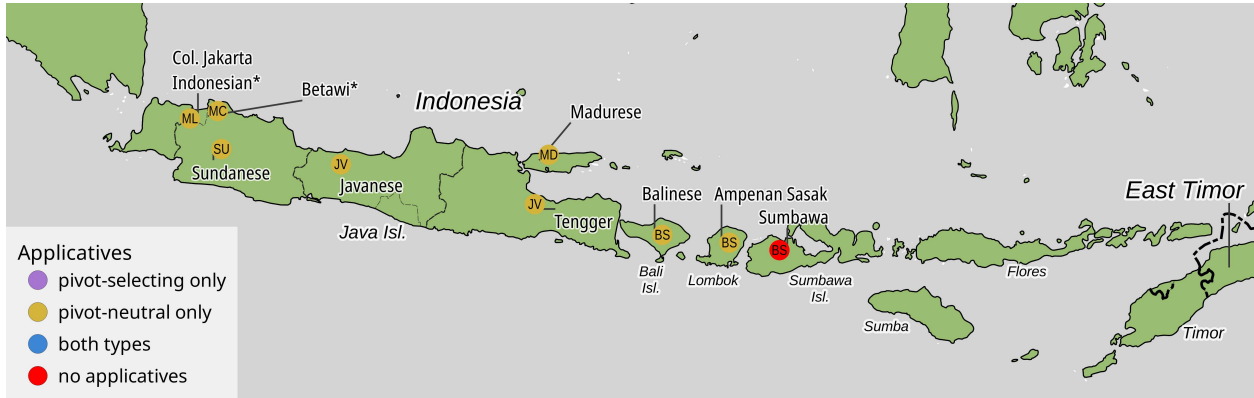 Col. Jakarta
Indonesian*
Betawi*
Indonesia
Madurese
ML
MC
SU
Sundanese
JV
Javanese
MD
JV
Tengger
Java Isl.
Balinese
BS
Bali
Isl.
Ampenan Sasak
BS
Lombok
Sumbawa
BS
Sumbawa
Isl.
East Timor
Flores
Sumba
Timor
Applicatives
pivot-selecting only
pivot-neutral only
both types
no applicatives